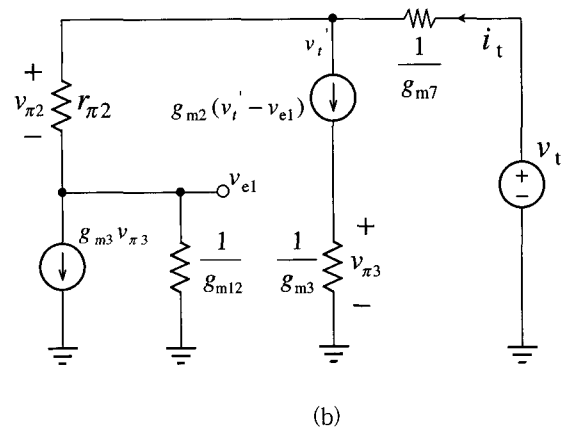 v_t'
i_t
1/g_m7
+
v_π2
−
r_π2
g_m2(v_t' − v_e1)
v_t
+
−
v_e1
g_m3 v_π3
1/g_m12
1/g_m3
+
v_π3
−
(b)